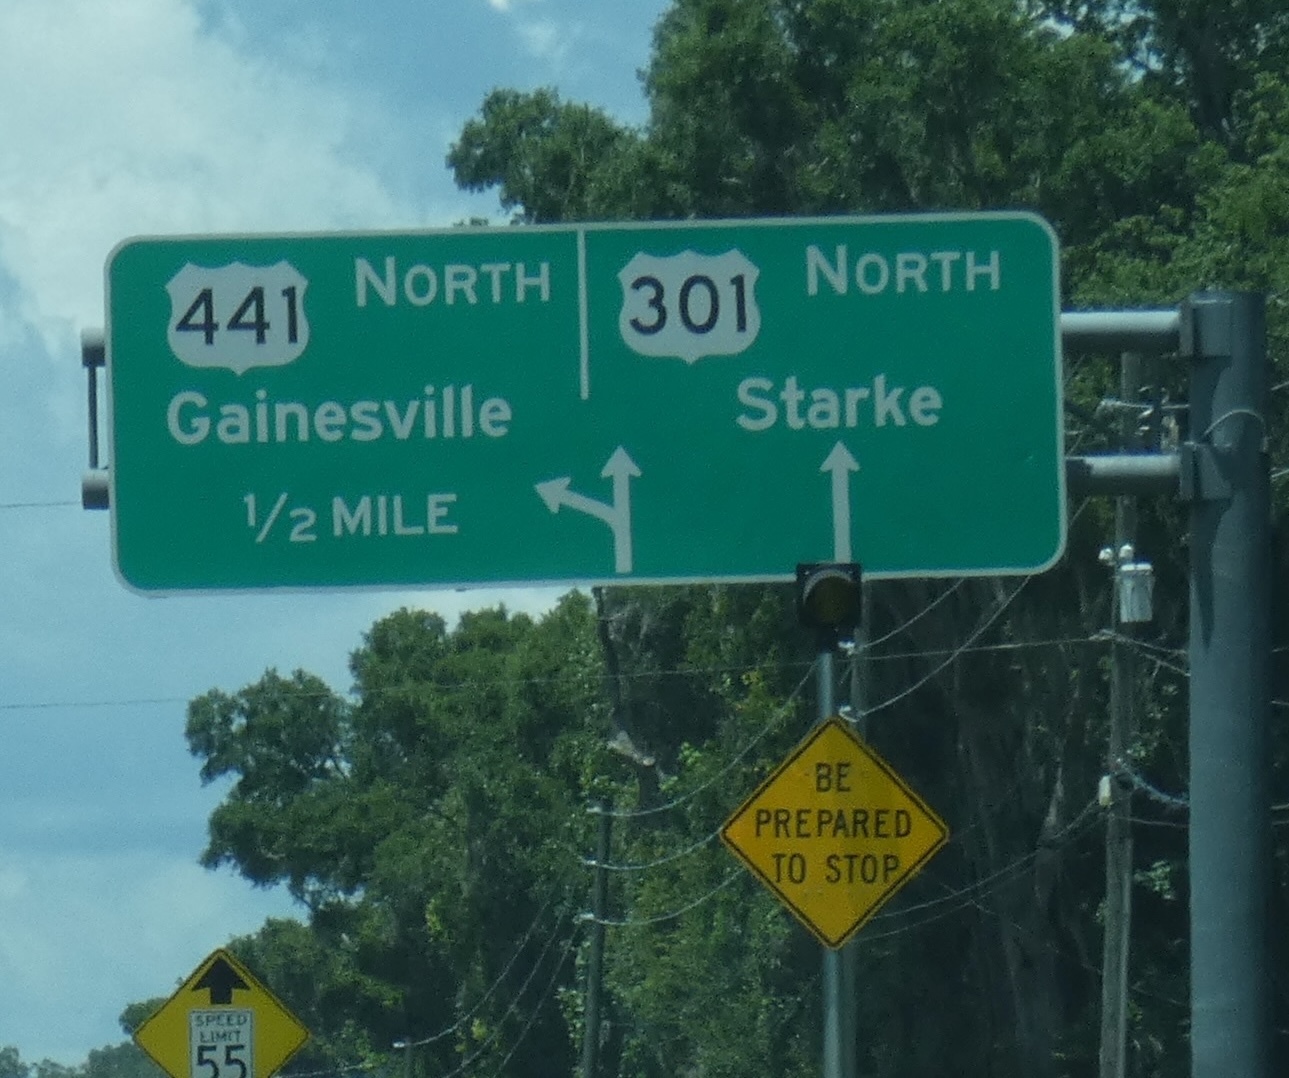 441 NORTH
Gainesville
1/2 MILE
301 NORTH
Starke
BE
PREPARED
TO STOP
SPEED
LIMIT
55